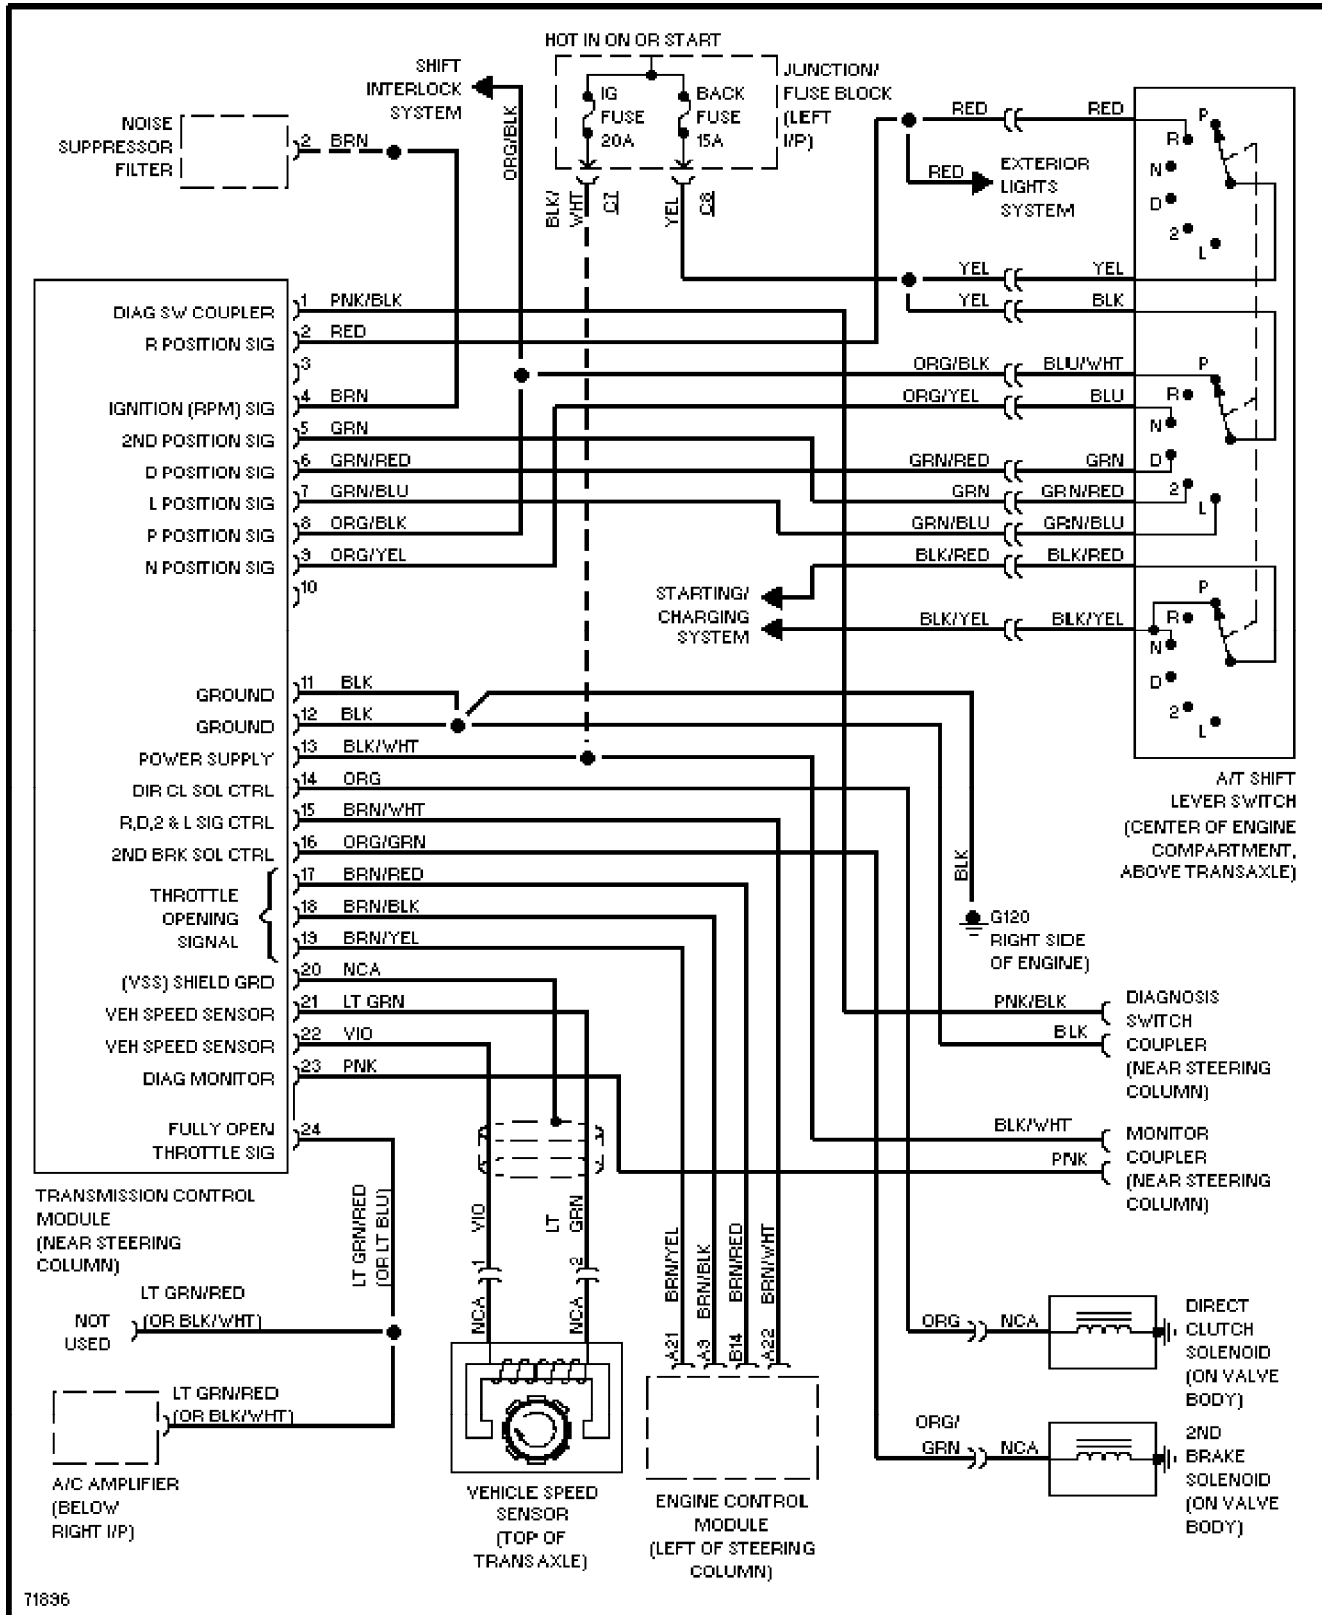 HOT IN ON OR START
SHIFT
INTERLOCK
SYSTEM
ORG/BLK
IG
FUSE
20A
BACK
FUSE
15A
JUNCTION/
FUSE BLOCK
(LEFT
I/P)
NOISE
SUPPRESSOR
FILTER
2 BRN
BLK/
WHT
C7
YEL
C8
RED
RED
RED
EXTERIOR
LIGHTS
SYSTEM
YEL
YEL
YEL
BLK
ORG/BLK
BLU/WHT
ORG/YEL
BLU
GRN/RED
GRN
GRN
GRN/RED
GRN/BLU
GRN/BLU
BLK/RED
BLK/RED
BLK/YEL
BLK/YEL
P
R
N
D
2
L
P
R
N
D
2
L
P
R
N
D
2
L
STARTING/
CHARGING
SYSTEM
A/T SHIFT
LEVER SWITCH
(CENTER OF ENGINE
COMPARTMENT,
ABOVE TRANSAXLE)
DIAG SW COUPLER 1 PNK/BLK
R POSITION SIG 2 RED
3
IGNITION (RPM) SIG 4 BRN
2ND POSITION SIG 5 GRN
D POSITION SIG 6 GRN/RED
L POSITION SIG 7 GRN/BLU
P POSITION SIG 8 ORG/BLK
N POSITION SIG 9 ORG/YEL
10
GROUND 11 BLK
GROUND 12 BLK
POWER SUPPLY 13 BLK/WHT
DIR CL SOL CTRL 14 ORG
R,D,2 & L SIG CTRL 15 BRN/WHT
2ND BRK SOL CTRL 16 ORG/GRN
THROTTLE
OPENING
SIGNAL
17 BRN/RED
18 BRN/BLK
19 BRN/YEL
(VSS) SHIELD GRD 20 NCA
VEH SPEED SENSOR 21 LT GRN
VEH SPEED SENSOR 22 VIO
DIAG MONITOR 23 PNK
FULLY OPEN
THROTTLE SIG
24
TRANSMISSION CONTROL
MODULE
(NEAR STEERING
COLUMN)
BLK
G120
RIGHT SIDE
OF ENGINE)
PNK/BLK
BLK
DIAGNOSIS
SWITCH
COUPLER
(NEAR STEERING
COLUMN)
BLK/WHT
PNK
MONITOR
COUPLER
(NEAR STEERING
COLUMN)
LT GRN/RED
(OR LT BLU)
LT GRN/RED
(OR BLK/WHT)
NOT
USED
LT GRN/RED
(OR BLK/WHT)
A/C AMPLIFIER
(BELOW
RIGHT I/P)
VIO
LT
GRN
1
2
NCA
NCA
VEHICLE SPEED
SENSOR
(TOP OF
TRANSAXLE)
BRN/YEL
BRN/BLK
BRN/RED
BRN/WHT
A21
A9
B14
A22
ENGINE CONTROL
MODULE
(LEFT OF STEERING
COLUMN)
ORG
NCA
DIRECT
CLUTCH
SOLENOID
(ON VALVE
BODY)
ORG/
GRN
NCA
2ND
BRAKE
SOLENOID
(ON VALVE
BODY)
71896